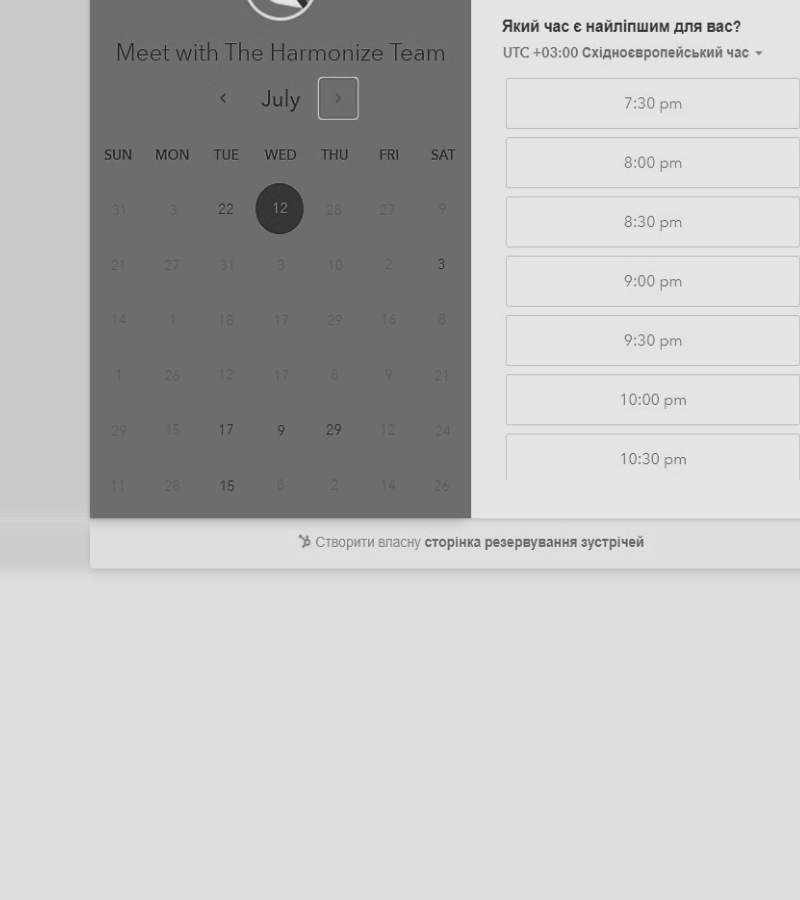 Meet with The Harmonize Team
July
SUN MON TUE WED THU FRI SAT
31 3 22 12 28 27 9
21 27 31 3 10 2 3
14 1 18 17 29 16 8
1 26 12 17 8 9 21
29 15 17 9 29 12 24
11 28 15 8 2 14 26
Який час є найліпшим для вас?
UTC +03:00 Східноєвропейський час
7:30 pm
8:00 pm
8:30 pm
9:00 pm
9:30 pm
10:00 pm
10:30 pm
Створити власну сторінка резервування зустрічей